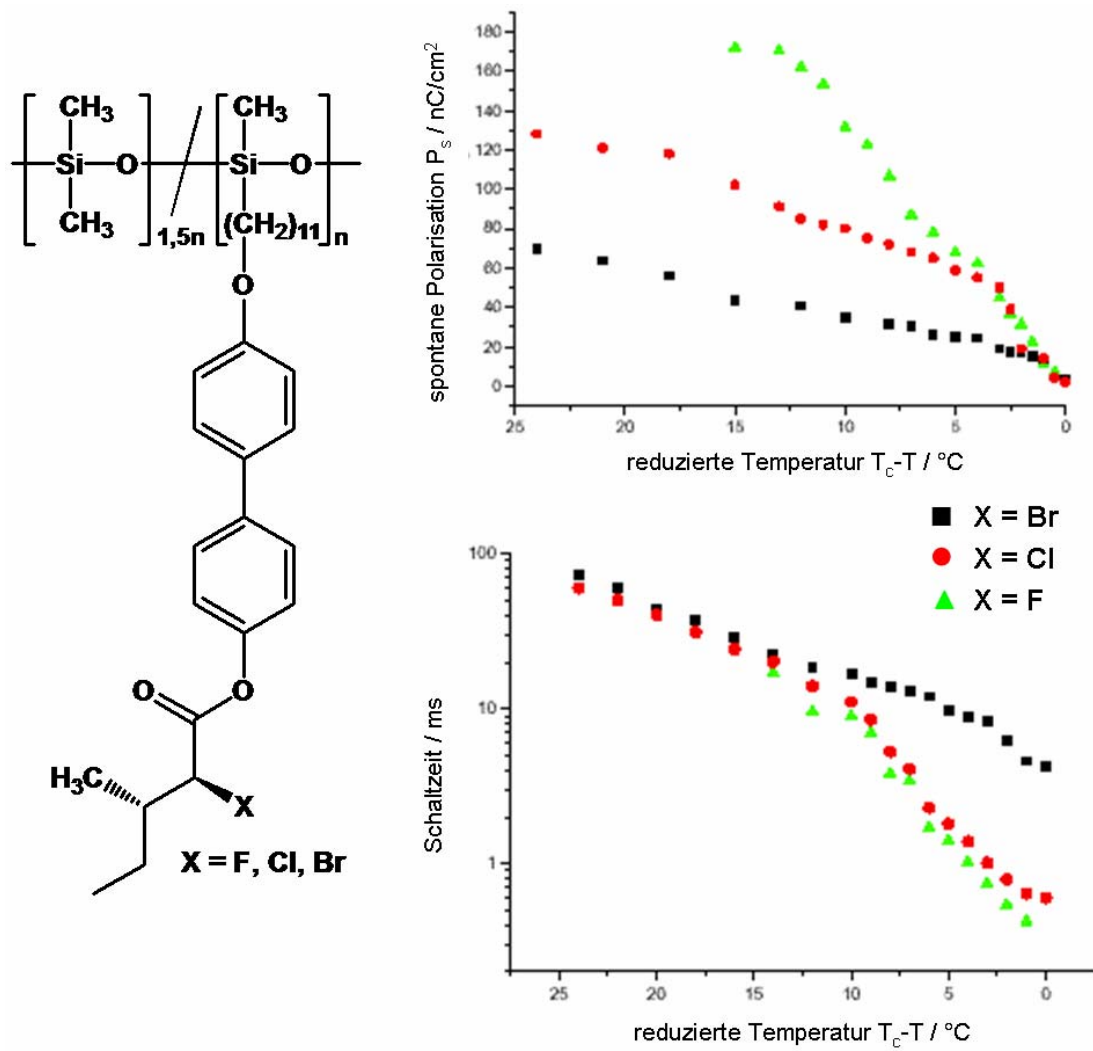 CH3
CH3
Si
O
Si
O
CH3
1,5n
(CH2)11
n
O
O
O
H3C
X
X = F, Cl, Br
spontane Polarisation PS / nC/cm2
180
160
140
120
100
80
60
40
20
0
25
20
15
10
5
0
reduzierte Temperatur Tc-T / °C
X = Br
X = Cl
X = F
Schaltzeit / ms
100
10
1
25
20
15
10
5
0
reduzierte Temperatur Tc-T / °C